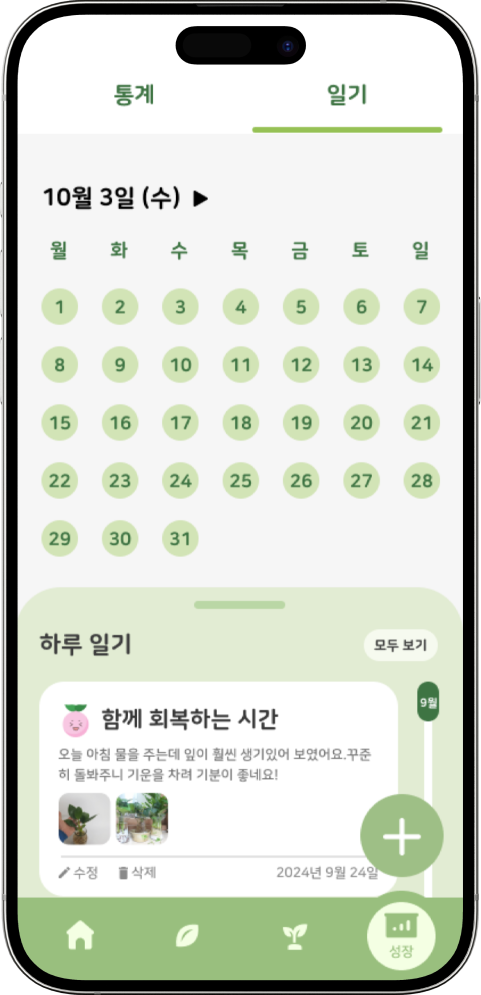 통계 일기
10월 3일 (수) ▶
월 화 수 목 금 토 일
1 2 3 4 5 6 7
8 9 10 11 12 13 14
15 16 17 18 19 20 21
22 23 24 25 26 27 28
29 30 31
하루 일기 모두 보기
9월
함께 회복하는 시간
오늘 아침 물을 주는데 잎이 훨씬 생기있어 보였어요.꾸준
히 돌봐주니 기운을 차려 기분이 좋네요!
수정 삭제 2024년 9월 24일
성장